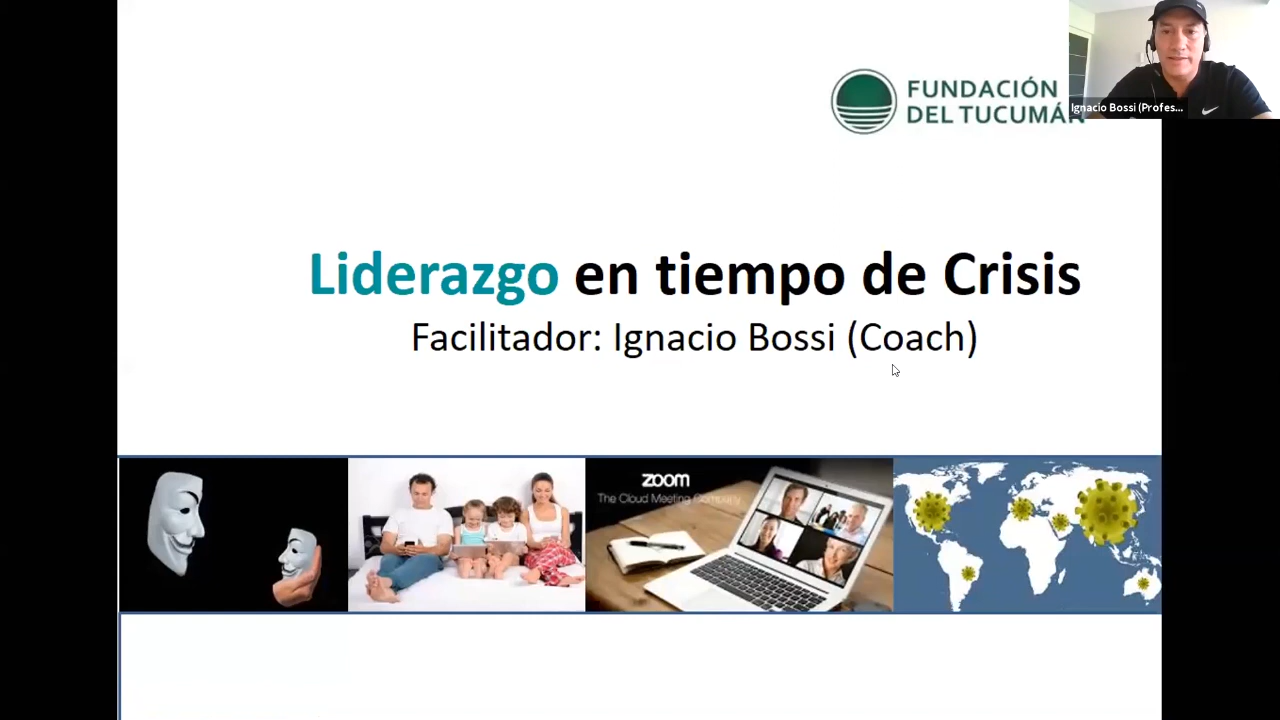 FUNDACIÓN
DEL TUCUMÁN
Ignacio Bossi (Profes...
Liderazgo en tiempo de Crisis
Facilitador: Ignacio Bossi (Coach)
zoom
The Cloud Meeting Company